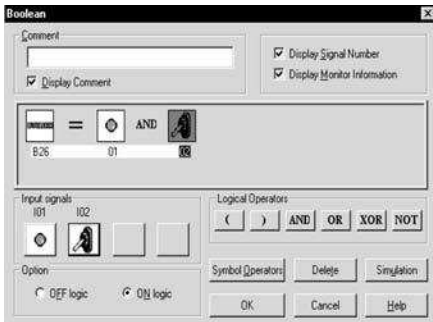 Boolean
Comment
Display Comment
Display Signal Number
Display Monitor Information
= AND
B26 01 02
Input signals
I01 I02
Logical Operators
( ) AND OR XOR NOT
Option
OFF logic ON logic
Symbol Operators Delete Simulation
OK Cancel Help